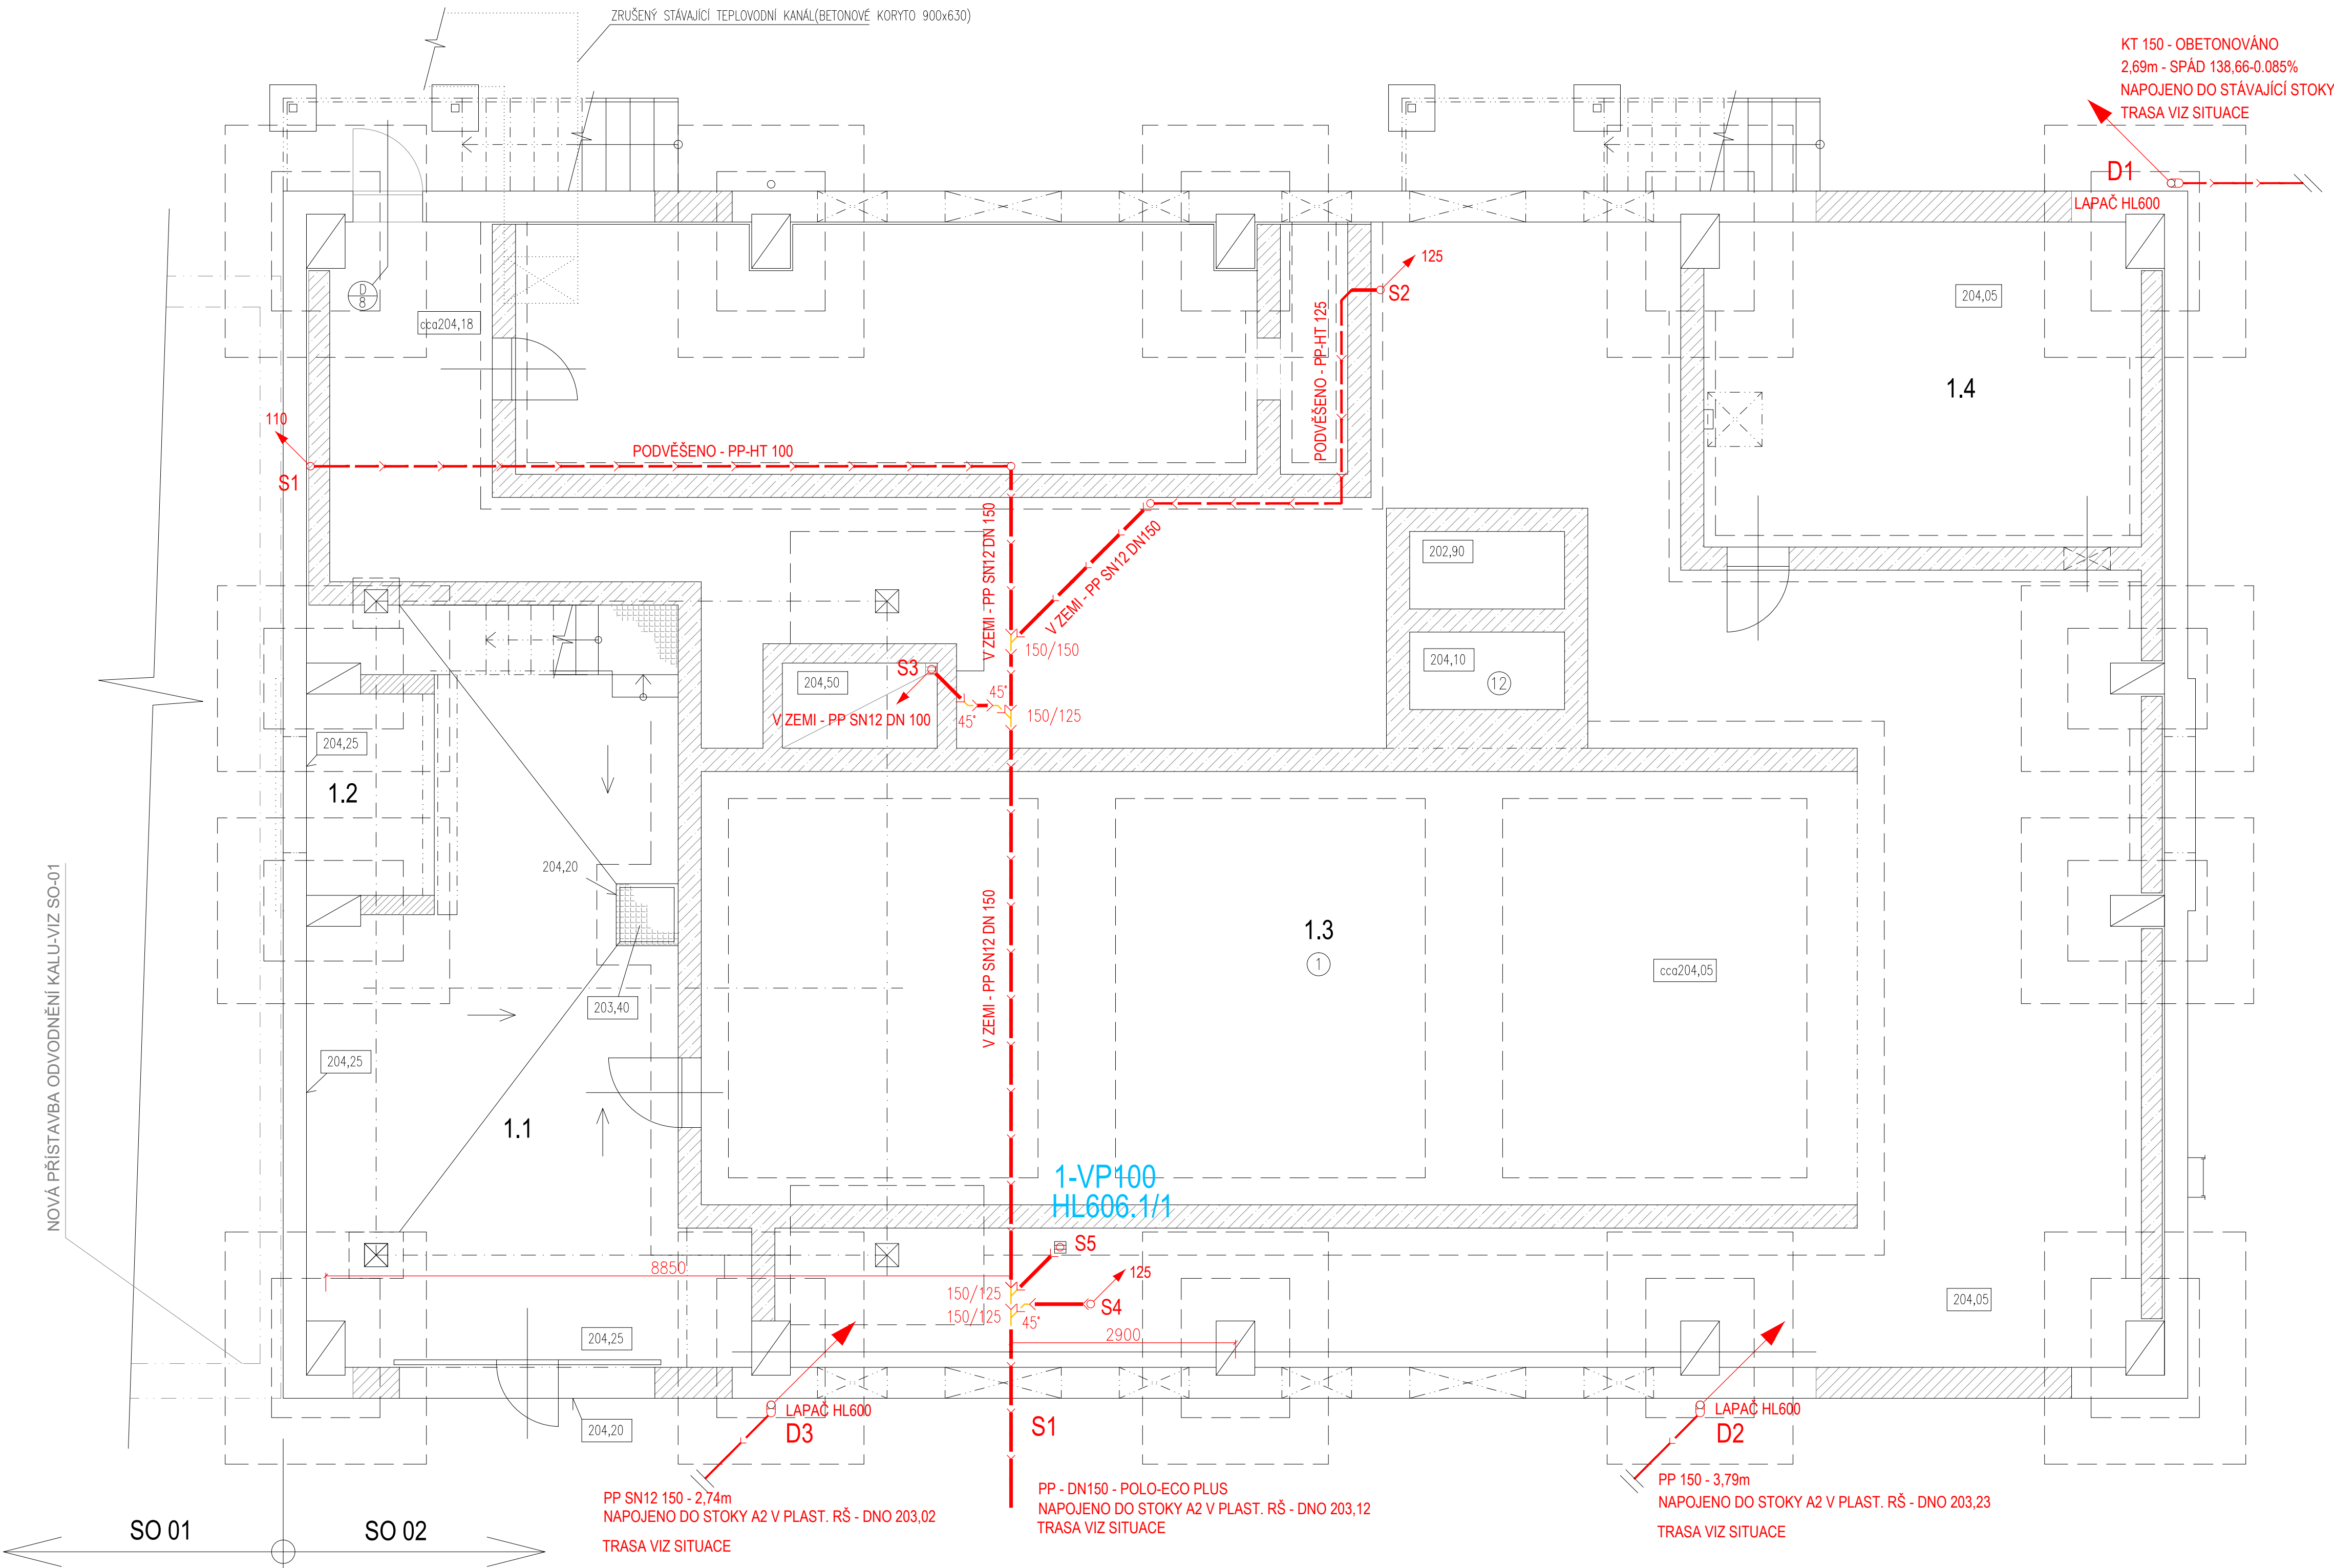 ZRUŠENÝ STÁVAJÍCÍ TEPLOVODNÍ KANÁL(BETONOVÉ KORYTO 900x630)
KT 150 - OBETONOVÁNO
2,69m - SPÁD 138,66-0.085%
NAPOJENO DO STÁVAJÍCÍ STOKY
TRASA VIZ SITUACE
D1
LAPAČ HL600
D
8
cca204,18
125
S2
204,05
1.4
110
S1
PODVĚŠENO - PP-HT 100
PODVĚŠENO - PP-HT 125
V ZEMI - PP SN12 DN 150
V ZEMI - PP SN12 DN150
150/150
202,90
204,10
12
S3
204,50
45°
45°
150/125
V ZEMI - PP SN12 DN 100
204,25
1.2
204,20
203,40
204,25
1.1
V ZEMI - PP SN12 DN 150
1.3
1
cca204,05
NOVÁ PŘÍSTAVBA ODVODNĚNÍ KALU-VIZ SO-01
1-VP100
HL606.1/1
S5
8850
125
150/125
S4
150/125
45°
204,05
204,25
2900
204,20
LAPAČ HL600
D3
S1
LAPAČ HL600
D2
PP SN12 150 - 2,74m
NAPOJENO DO STOKY A2 V PLAST. RŠ - DNO 203,02
TRASA VIZ SITUACE
PP - DN150 - POLO-ECO PLUS
NAPOJENO DO STOKY A2 V PLAST. RŠ - DNO 203,12
TRASA VIZ SITUACE
PP 150 - 3,79m
NAPOJENO DO STOKY A2 V PLAST. RŠ - DNO 203,23
TRASA VIZ SITUACE
SO 01
SO 02